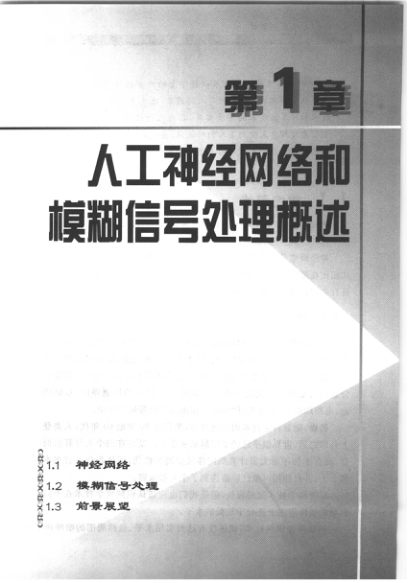 第1章
人工神经网络和
模糊信号处理概述
1.1 神经网络
1.2 模糊信号处理
1.3 前景展望